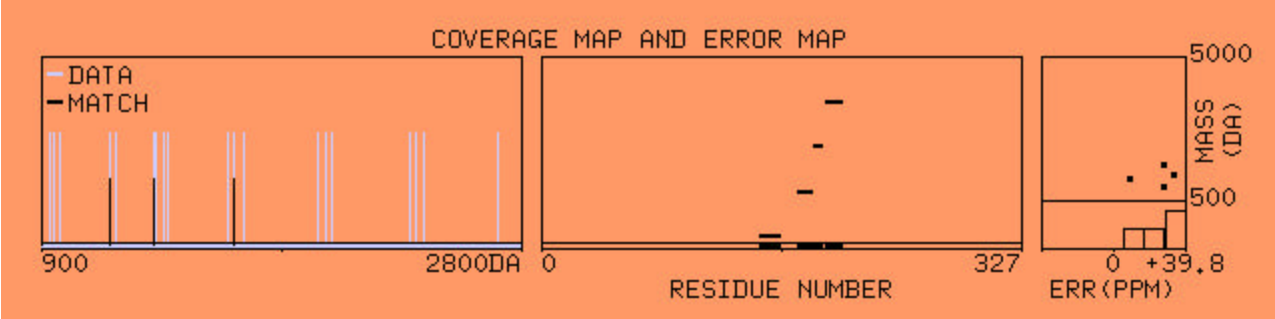 COVERAGE MAP AND ERROR MAP
DATA
MATCH
900
2800DA
0
327
RESIDUE NUMBER
5000
MASS
(DA)
500
0
+39.8
ERR(PPM)